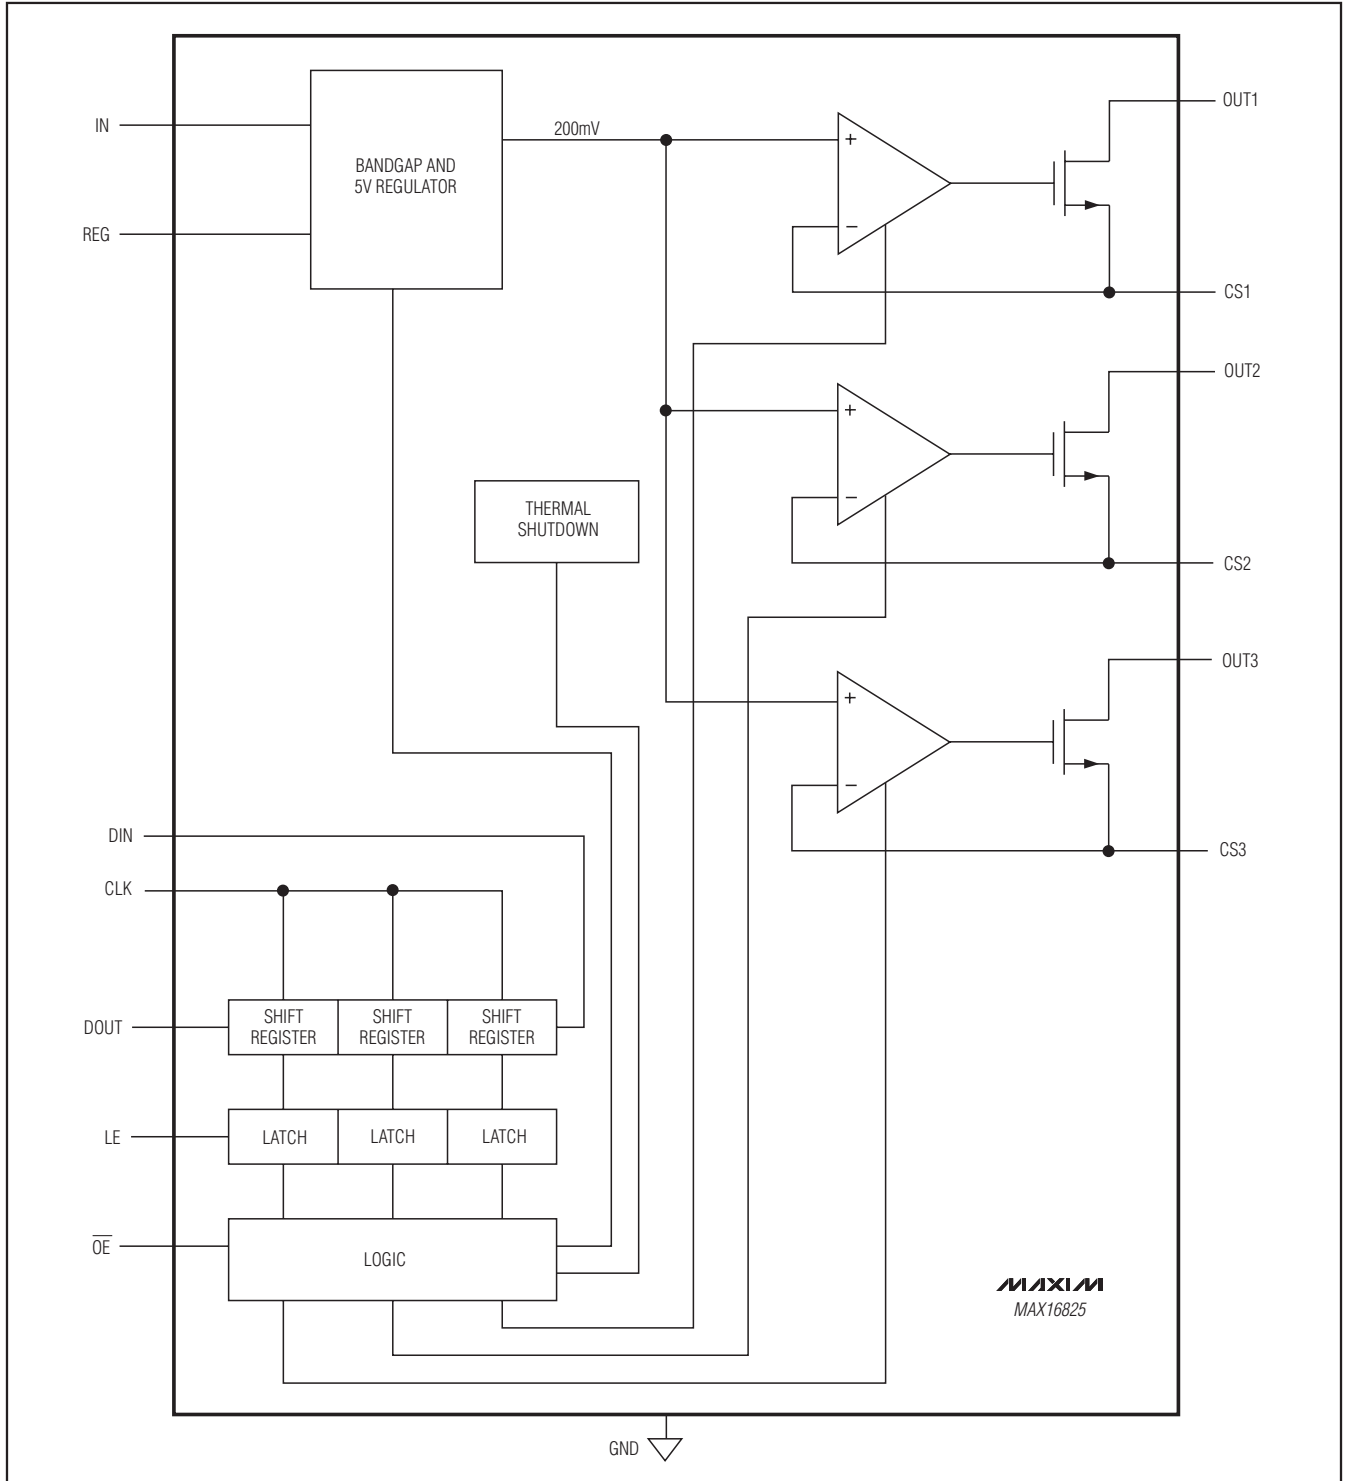 IN
REG
BANDGAP AND
5V REGULATOR
200mV
+
−
OUT1
CS1
+
−
OUT2
CS2
THERMAL
SHUTDOWN
+
−
OUT3
CS3
DIN
CLK
DOUT
SHIFT
REGISTER
SHIFT
REGISTER
SHIFT
REGISTER
LE
LATCH
LATCH
LATCH
O̅E̅
LOGIC
MAXIM
MAX16825
GND